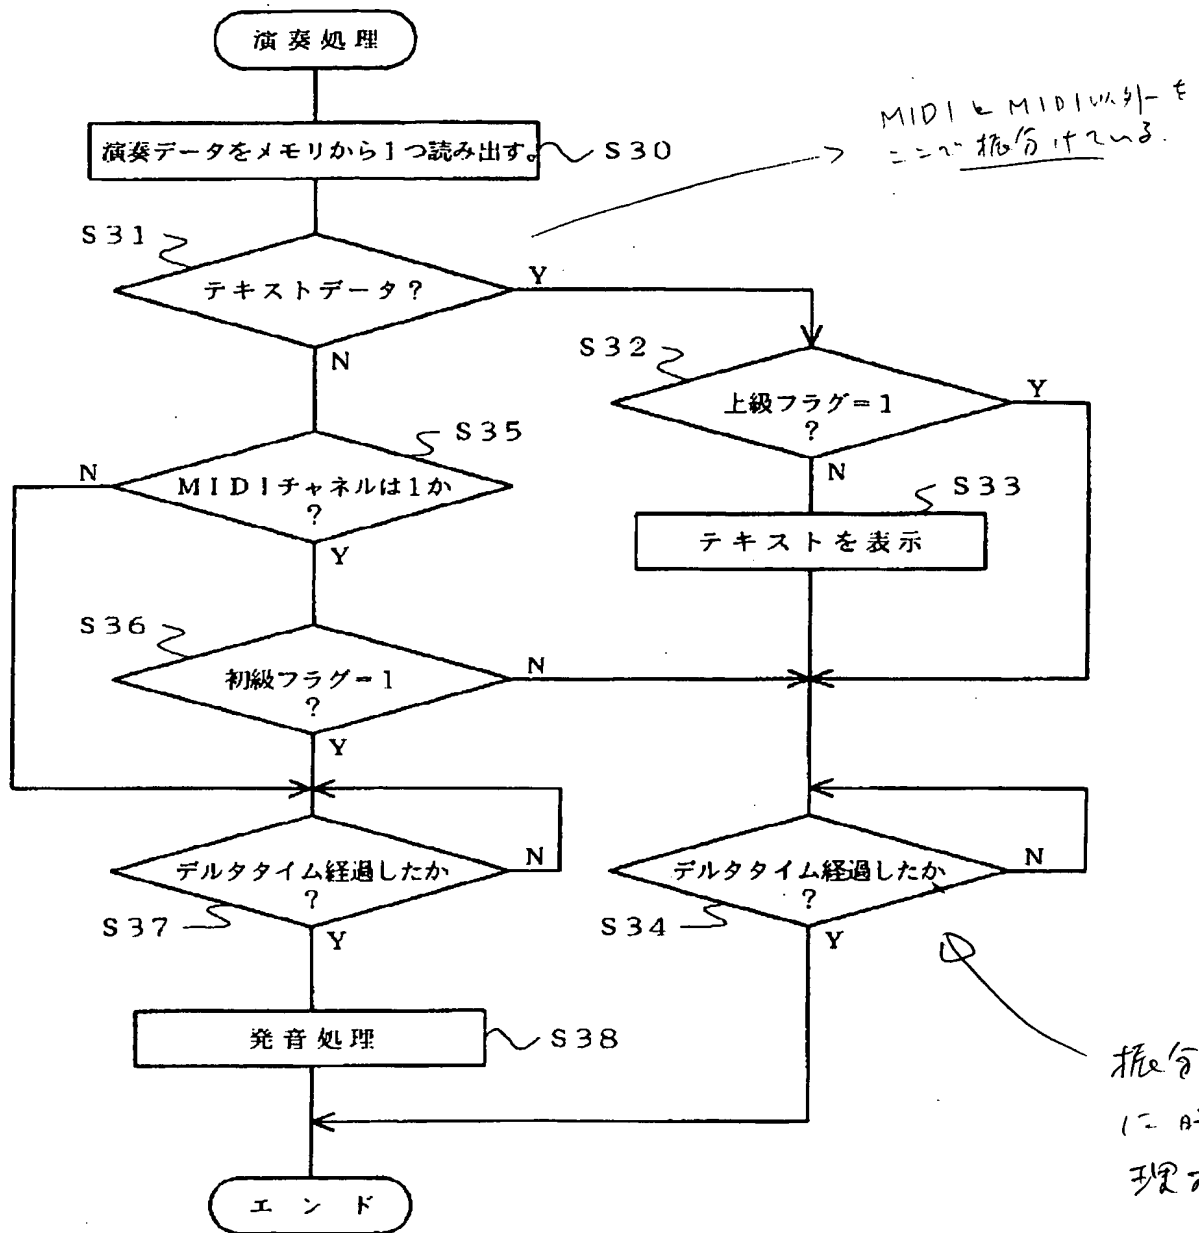 演奏処理
MIDIとMIDI以外を
ここで振分けている.
演奏データをメモリから1つ読み出す。
S30
S31
テキストデータ?
Y
N
S32
上級フラグ=1
?
Y
N
S35
N
MIDIチャネルは1か
?
Y
S33
テキストを表示
S36
初級フラグ=1
?
N
Y
デルタタイム経過したか
?
N
S37
Y
デルタタイム経過したか
?
N
S34
Y
発音処理
S38
振分
に
理
エンド